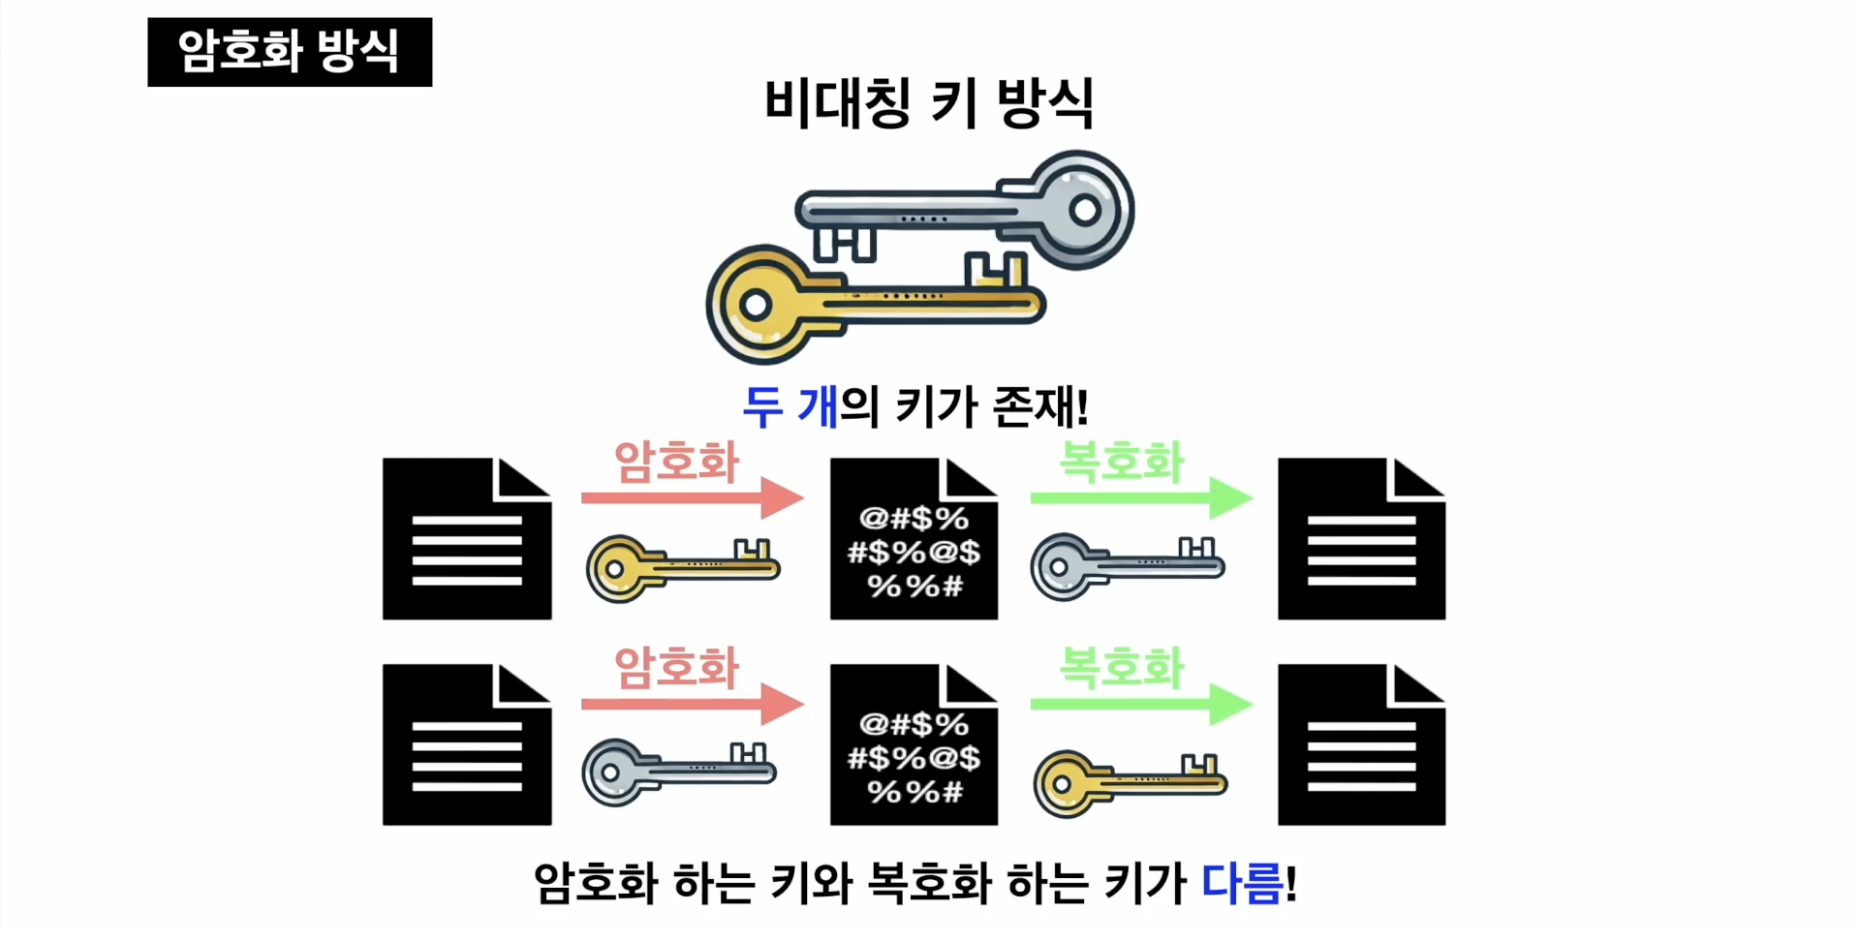 암호화 방식
비대칭 키 방식
두 개의 키가 존재!
암호화
복호화
@#$%
#$%@$
%%#
암호화
복호화
@#$%
#$%@$
%%#
암호화 하는 키와 복호화 하는 키가 다름!